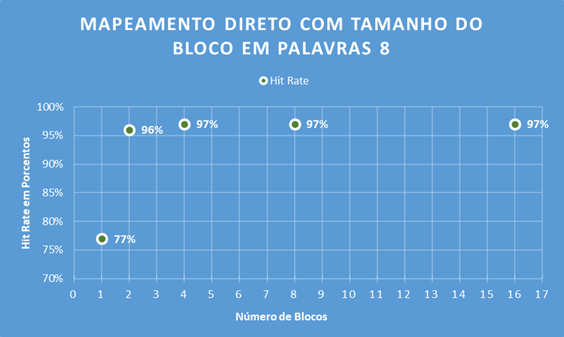 MAPEAMENTO DIRETO COM TAMANHO DO
BLOCO EM PALAVRAS 8
Hit Rate
100%
95%
90%
85%
80%
75%
70%
96%
97%
97%
97%
77%
0 1 2 3 4 5 6 7 8 9 10 11 12 13 14 15 16 17
Hit Rate em Porcentos
Número de Blocos